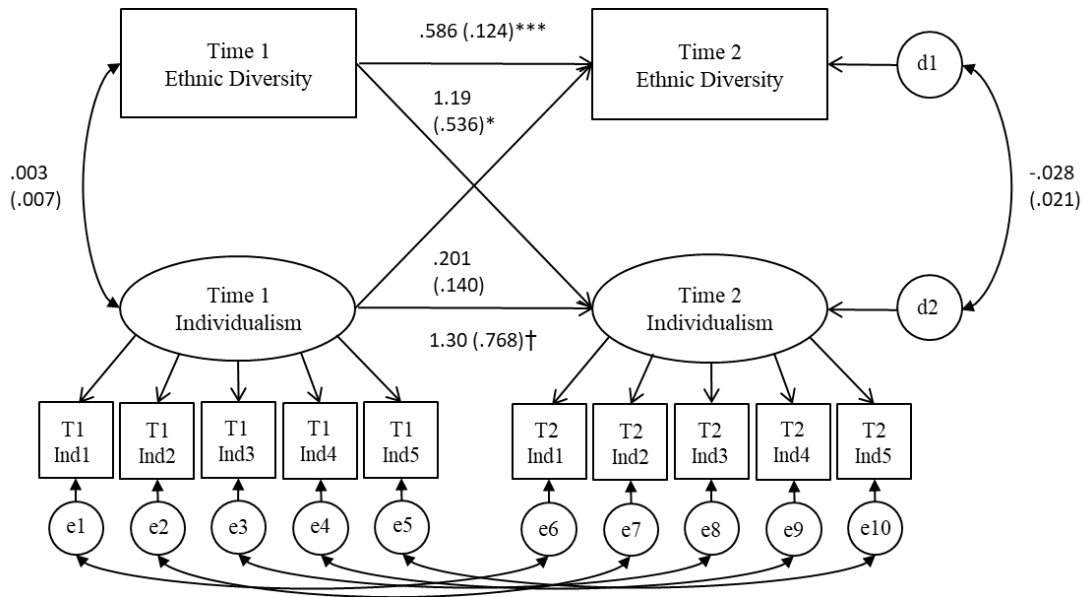 .586 (.124)***
Time 1
Ethnic Diversity
Time 2
Ethnic Diversity
d1
1.19
(.536)*
.003
(.007)
-.028
(.021)
.201
(.140)
Time 1
Individualism
Time 2
Individualism
d2
1.30 (.768)†
T1
Ind1
T1
Ind2
T1
Ind3
T1
Ind4
T1
Ind5
T2
Ind1
T2
Ind2
T2
Ind3
T2
Ind4
T2
Ind5
e1
e2
e3
e4
e5
e6
e7
e8
e9
e10